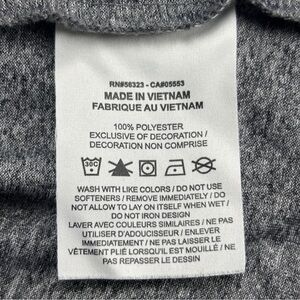 RN#56323 - CA#05553
MADE IN VIETNAM
FABRIQUE AU VIETNAM
100% POLYESTER
EXCLUSIVE OF DECORATION /
DECORATION NON COMPRISE
30C
WASH WITH LIKE COLORS / DO NOT USE
SOFTENERS / REMOVE IMMEDIATELY / DO
NOT ALLOW TO LAY ON ITSELF WHEN WET /
DO NOT IRON DESIGN
LAVER AVEC COULEURS SIMILAIRES / NE PAS
UTILISER D'ADOUCISSEUR / ENLEVER
IMMÉDIATEMENT / NE PAS LAISSER LE
VÊTEMENT PLIÉ LORSQU'IL EST MOUILLÉ / NE
PAS REPASSER LE DESSIN